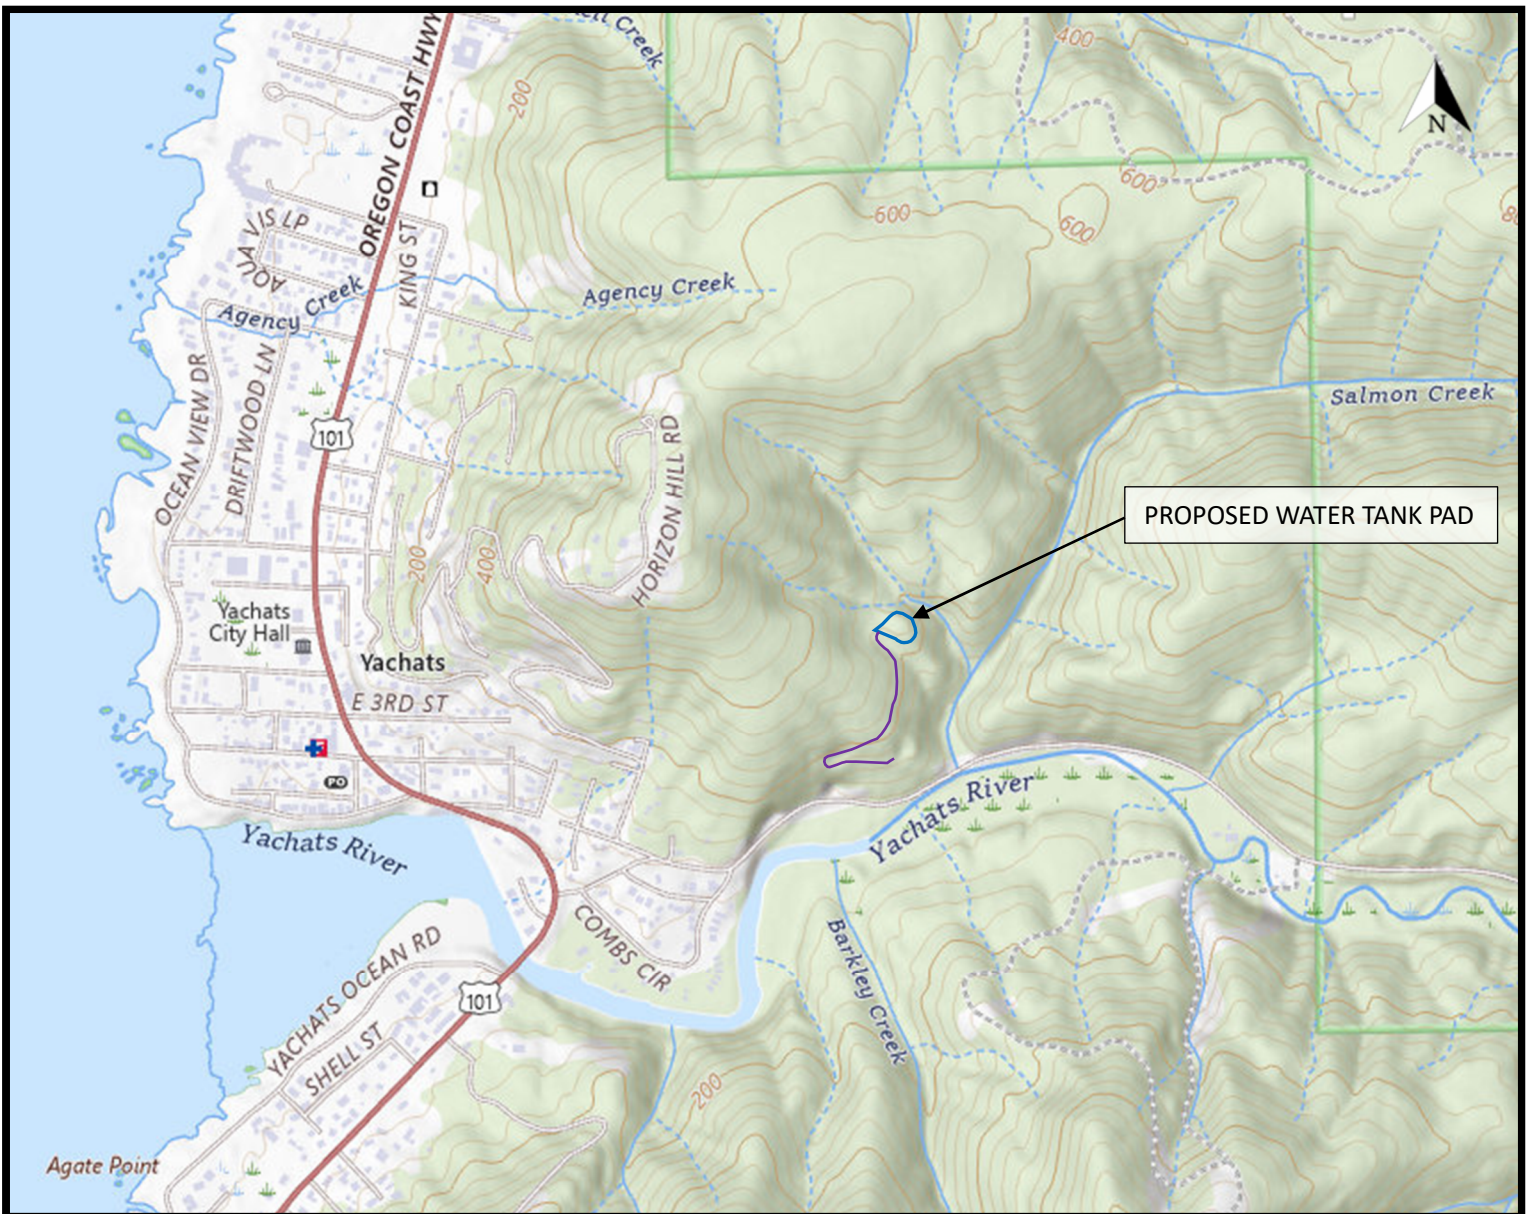 ell Creek
OREGON COAST HWY
200
400
N
600
600
600
AQUA VIS LP
KING ST
Agency Creek
Agency Creek
OCEAN VIEW DR
DRIFTWOOD LN
101
HORIZON HILL RD
Salmon Creek
PROPOSED WATER TANK PAD
200
400
Yachats
City Hall
Yachats
E 3RD ST
PO
Yachats River
Yachats River
COMBS CIR
Barkley Creek
YACHATS OCEAN RD
101
SHELL ST
200
Agate Point